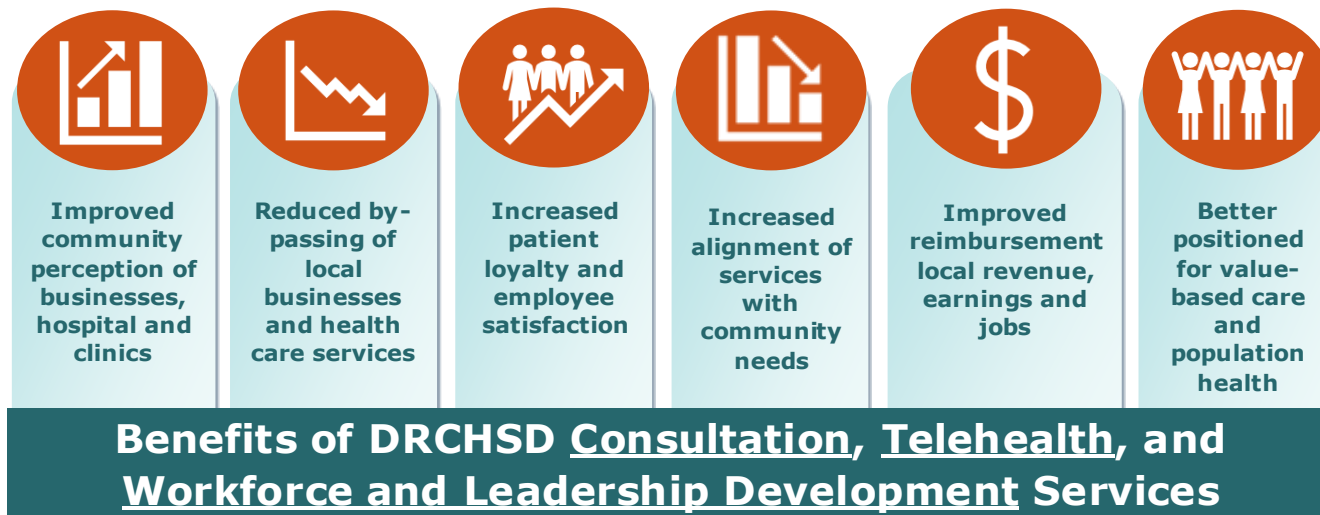 Improved
community
perception of
businesses,
hospital and
clinics
Reduced by-
passing of
local
businesses
and health
care services
Increased
patient
loyalty and
employee
satisfaction
Increased
alignment of
services
with
community
needs
Improved
reimbursement
local revenue,
earnings and
jobs
Better
positioned
for value-
based care
and
population
health
Benefits of DRCHSD Consultation, Telehealth, and
Workforce and Leadership Development Services